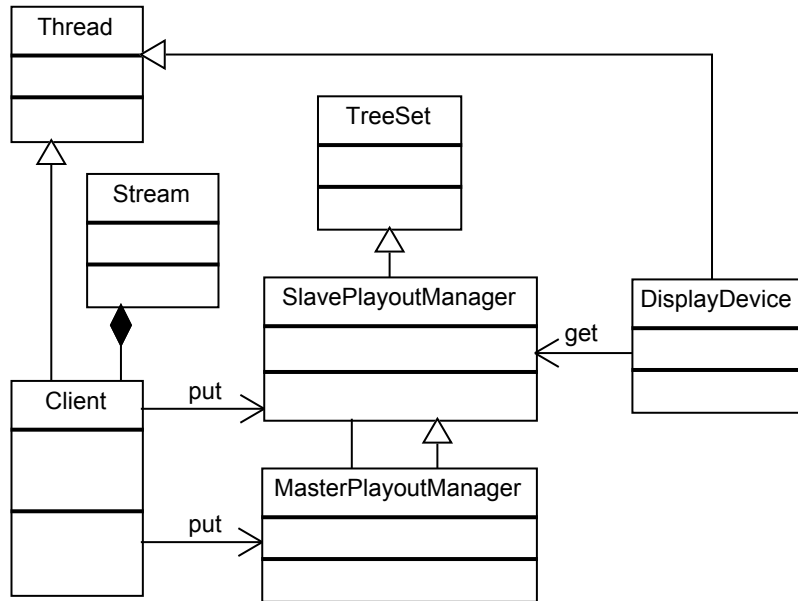 Thread
TreeSet
Stream
SlavePlayoutManager
DisplayDevice
get
Client
put
MasterPlayoutManager
put